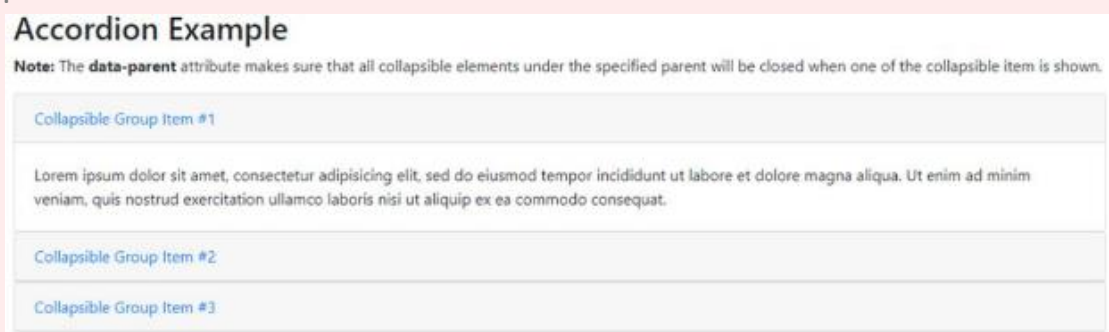 Accordion Example
Note: The data-parent attribute makes sure that all collapsible elements under the specified parent will be closed when one of the collapsible item is shown.
Collapsible Group Item #1
Lorem ipsum dolor sit amet, consectetur adipisicing elit, sed do eiusmod tempor incididunt ut labore et dolore magna aliqua. Ut enim ad minim
veniam, quis nostrud exercitation ullamco laboris nisi ut aliquip ex ea commodo consequat.
Collapsible Group Item #2
Collapsible Group Item #3